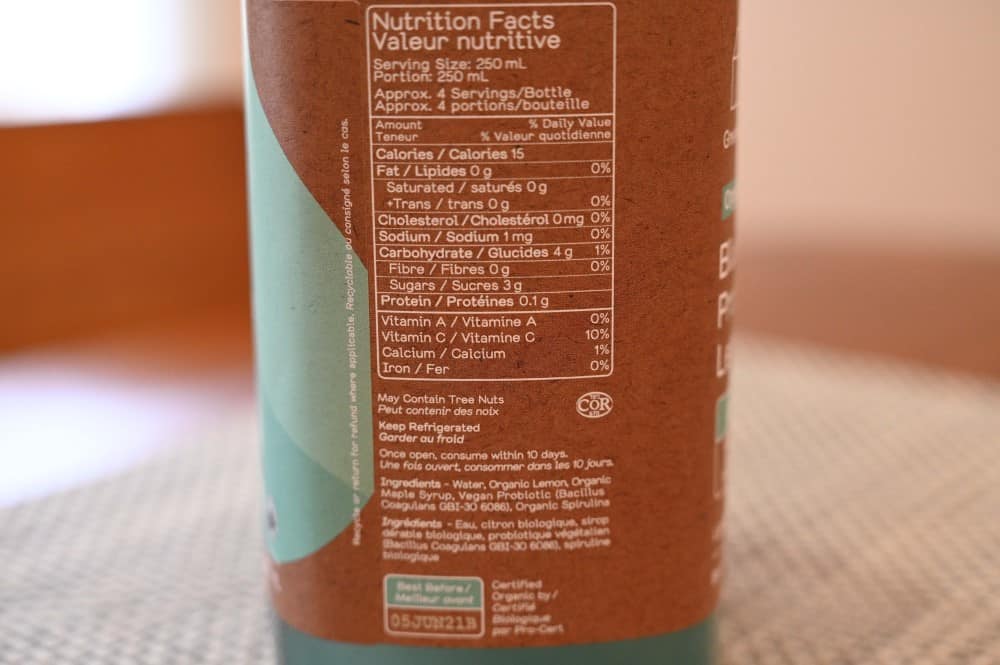 Nutrition Facts
Valeur nutritive
Serving Size: 250 mL
Portion: 250 mL
Approx. 4 Servings/Bottle
Approx. 4 portions/bouteille
Amount % Daily Value
Teneur % Valeur quotidienne
Calories / Calories 15
Fat / Lipides 0 g 0%
Saturated / saturés 0 g
+Trans / trans 0 g 0%
Cholesterol / Cholestérol 0 mg 0%
Sodium / Sodium 1 mg 0%
Carbohydrate / Glucides 4 g 1%
Fibre / Fibres 0 g 0%
Sugars / Sucres 3 g
Protein / Protéines 0.1 g
Vitamin A / Vitamine A 0%
Vitamin C / Vitamine C 10%
Calcium / Calcium 1%
Iron / Fer 0%
May Contain Tree Nuts
Peut contenir des noix
COR
Keep Refrigerated
Garder au froid
Once open, consume within 10 days.
Une fois ouvert, consommer dans les 10 jours.
Ingredients - Water, Organic Lemon, Organic
Maple Syrup, Vegan Probiotic (Bacillus
Coagulans GBI-30 6086), Organic Spirulina
Ingrédients - Eau, citron biologique, sirop
dérable biologique, probiotique végétalien
(Bacillus Coagulans GBI-30 6086), spiruline
biologique
Best Before /
Meilleur avant
05JUN21B
Certified
Organic by /
Certifié
Biologique
par Pro-Cert
Recycle or return for refund where applicable. Recyclable ou consigné selon le cas.